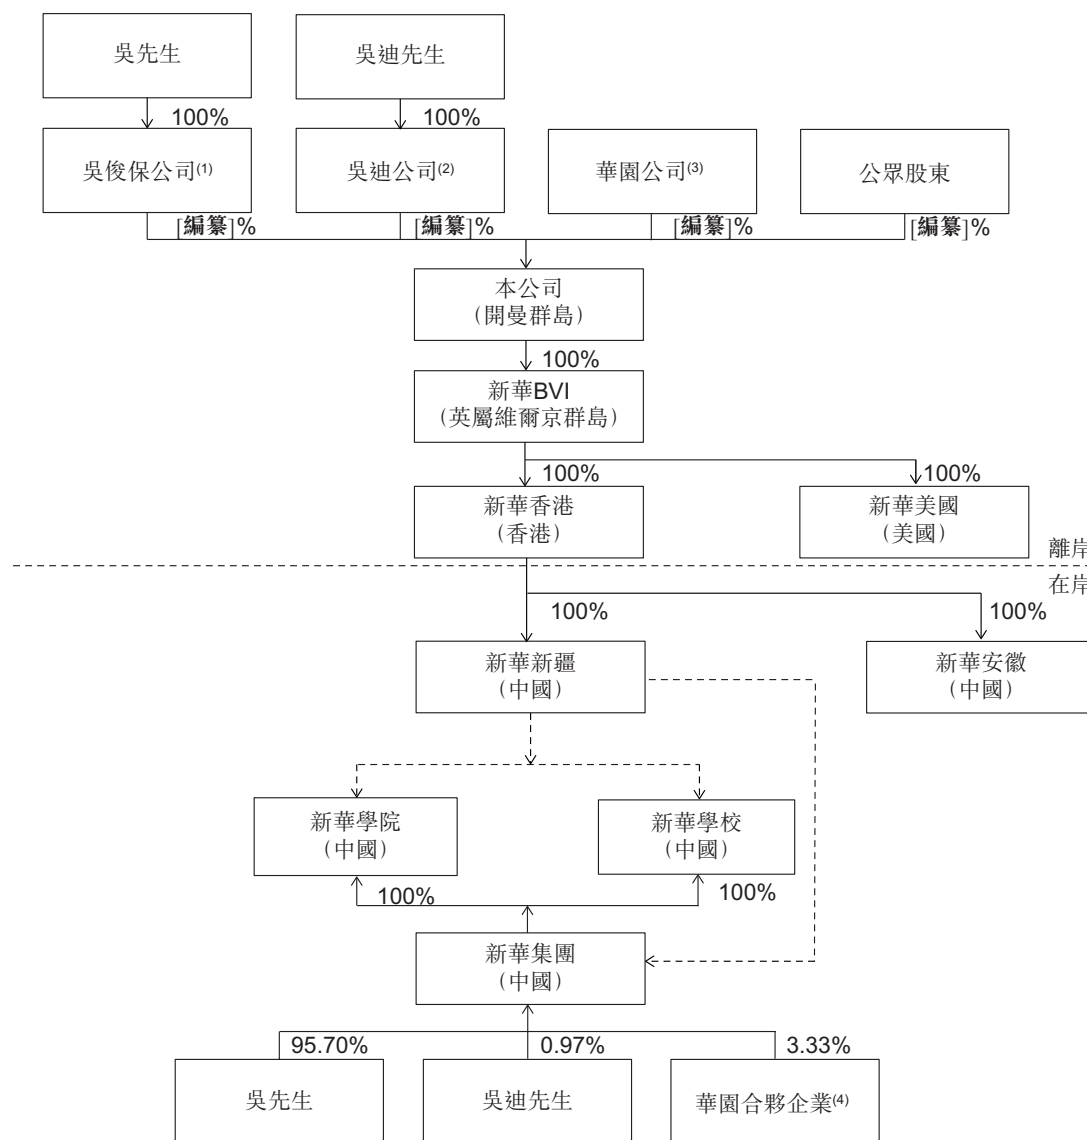 吳先生
吳迪先生
100%
100%
吳俊保公司(1)
吳迪公司(2)
華園公司(3)
公眾股東
[編纂]%
[編纂]%
[編纂]%
[編纂]%
本公司
（開曼群島）
100%
新華BVI
（英屬維爾京群島）
100%
100%
新華香港
（香港）
新華美國
（美國）
離岸
在岸
100%
100%
新華新疆
（中國）
新華安徽
（中國）
新華學院
（中國）
新華學校
（中國）
100%
100%
新華集團
（中國）
95.70%
0.97%
3.33%
吳先生
吳迪先生
華園合夥企業(4)